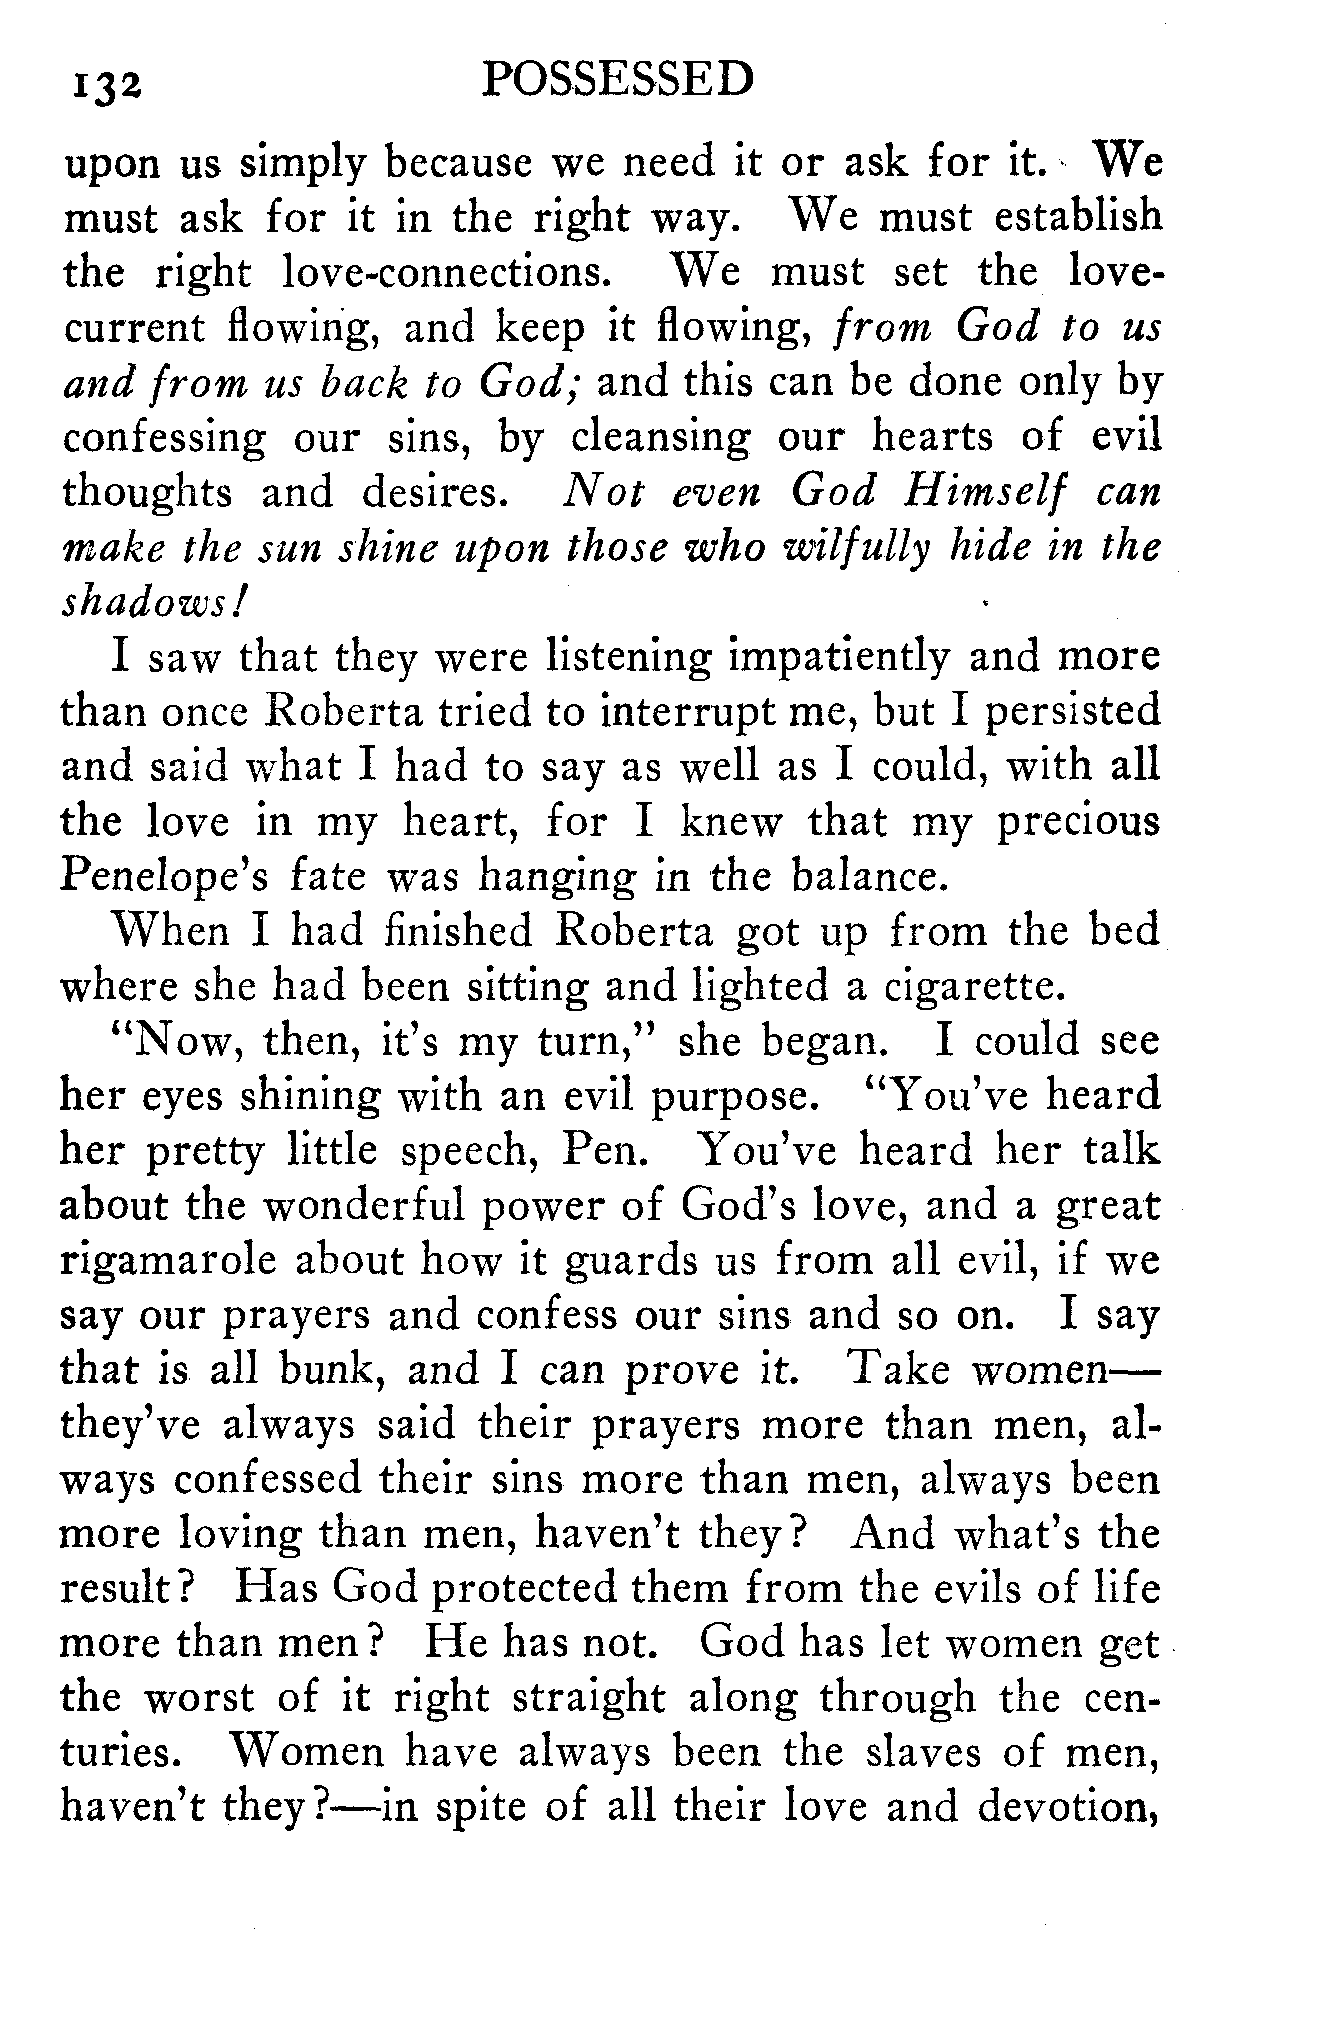 132 POSSESSED
upon us simply because we need it or ask for it. We
must ask for it in the right way. We must establish
the right love-connections. We must set the love-
current flowing, and keep it flowing, from God to us
and from us back to God; and this can be done only by
confessing our sins, by cleansing our hearts of evil
thoughts and desires. Not even God Himself can
make the sun shine upon those who wilfully hide in the
shadows!
I saw that they were listening impatiently and more
than once Roberta tried to interrupt me, but I persisted
and said what I had to say as well as I could, with all
the love in my heart, for I knew that my precious
Penelope's fate was hanging in the balance.
When I had finished Roberta got up from the bed
where she had been sitting and lighted a cigarette.
"Now, then, it's my turn," she began. I could see
her eyes shining with an evil purpose. "You've heard
her pretty little speech, Pen. You've heard her talk
about the wonderful power of God's love, and a great
rigamarole about how it guards us from all evil, if we
say our prayers and confess our sins and so on. I say
that is all bunk, and I can prove it. Take women—
they've always said their prayers more than men, al-
ways confessed their sins more than men, always been
more loving than men, haven't they? And what's the
result? Has God protected them from the evils of life
more than men? He has not. God has let women get
the worst of it right straight along through the cen-
turies. Women have always been the slaves of men,
haven't they?—in spite of all their love and devotion,